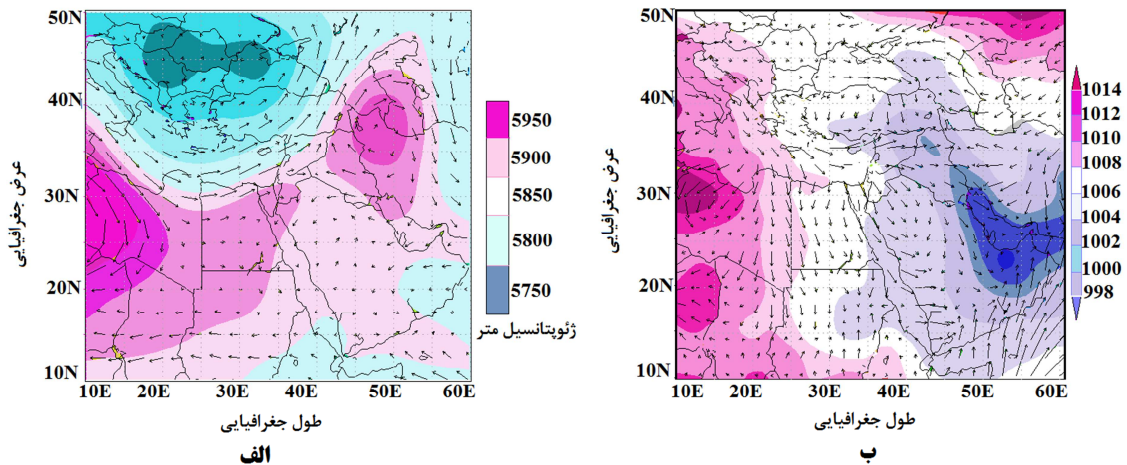 50N
40N
30N
20N
10N
10E 20E 30E 40E 50E 60E
عرض جغرافیایی
طول جغرافیایی
5950
5900
5850
5800
5750
ژئوپتانسیل متر
الف
50N
40N
30N
20N
10N
10E 20E 30E 40E 50E 60E
عرض جغرافیایی
طول جغرافیایی
1014
1012
1010
1008
1006
1004
1002
1000
998
ب